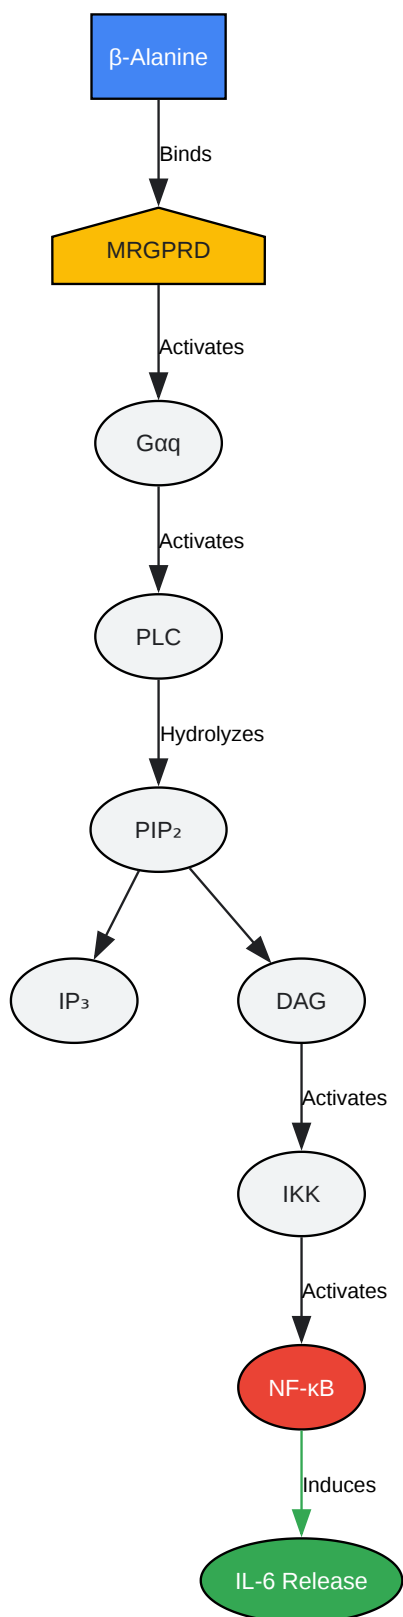 β-Alanine
Binds
MRGPRD
Activates
Gαq
Activates
PLC
Hydrolyzes
PIP₂
IP₃
DAG
Activates
IKK
Activates
NF-κB
Induces
IL-6 Release